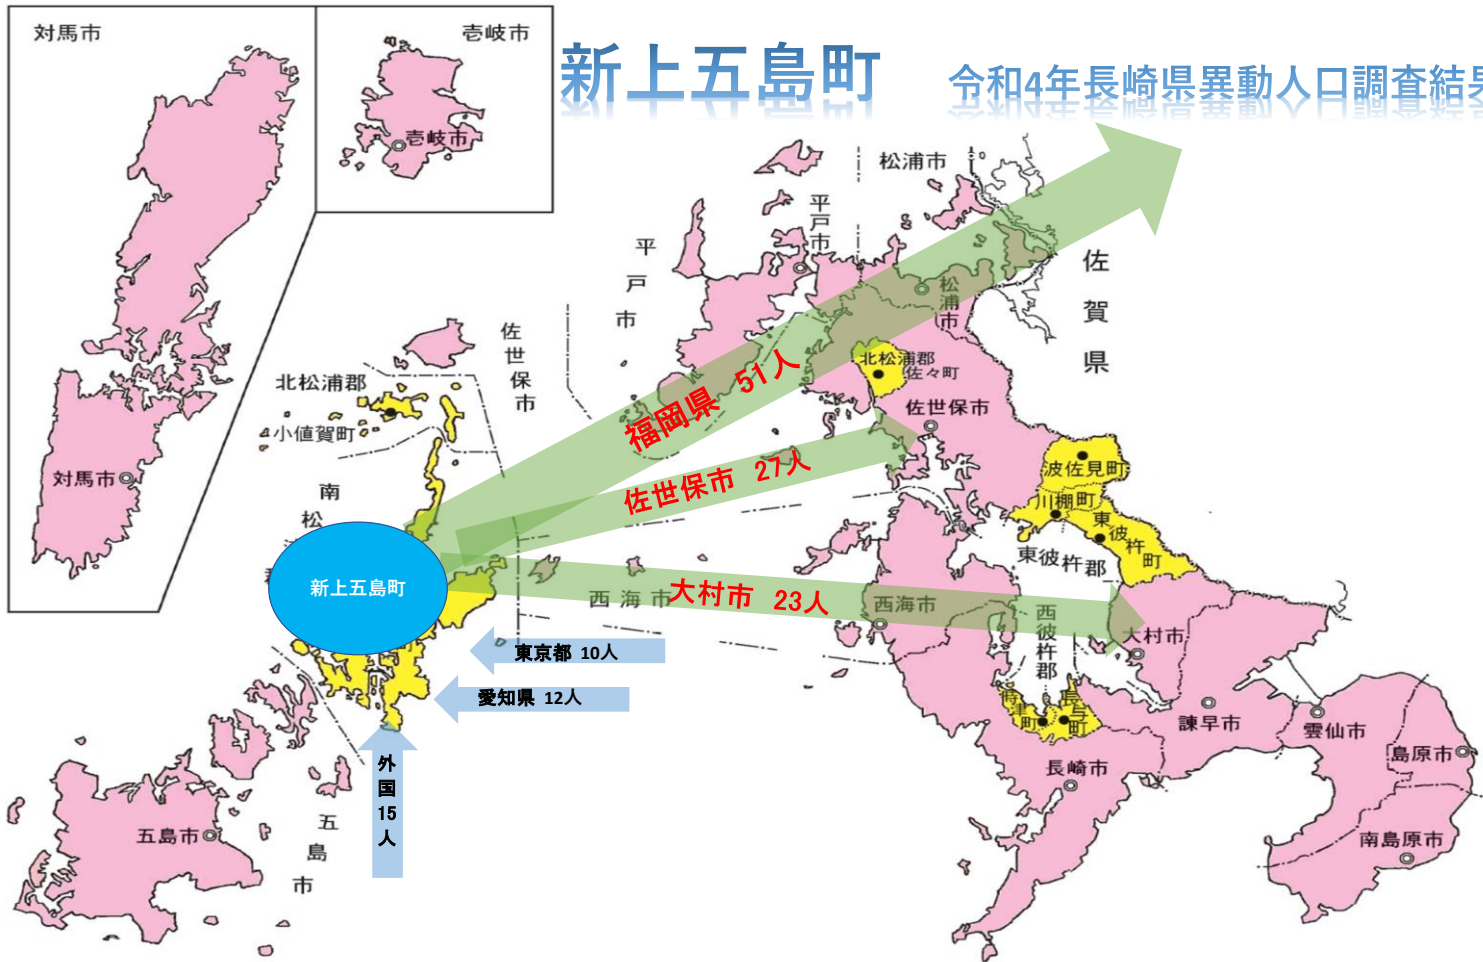 対馬市
壱岐市
新上五島町
令和4年長崎県異動人口調査結果
壱岐市
松浦市
平戸市
平戸市
佐賀県
松浦市
佐世保市
北松浦郡
小値賀町
北松浦郡
佐々町
福岡県 51人
佐世保市
対馬市
佐世保市 27人
波佐見町
川棚町
東彼杵町
南松
東彼杵郡
新上五島町
大村市 23人
西海市
西海市
西彼杵郡
大村市
東京都 10人
愛知県 12人
時津町
長与町
諫早市
雲仙市
島原市
長崎市
外国15人
五島市
五島市
南島原市